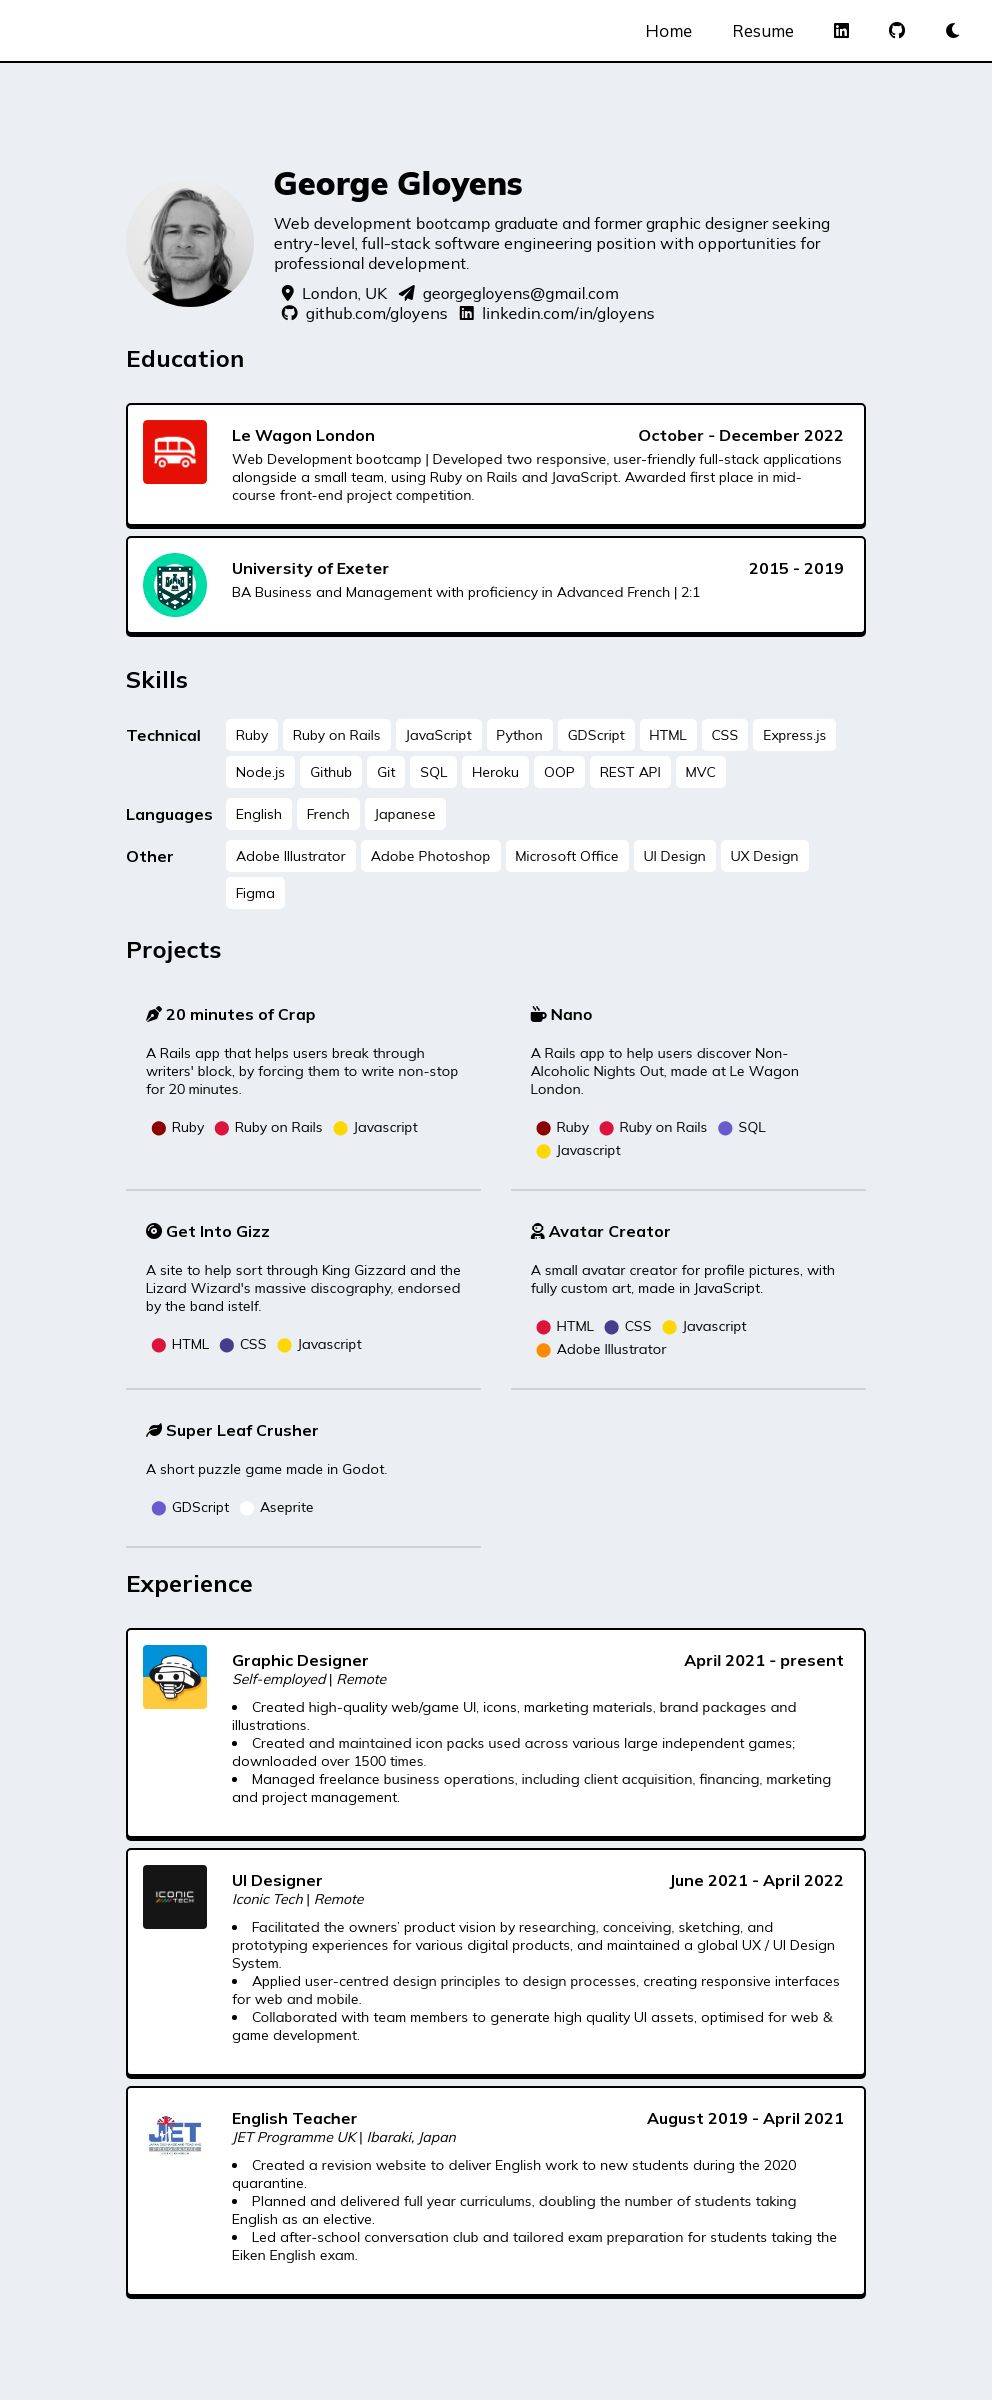 Home Resume
George Gloyens
Web development bootcamp graduate and former graphic designer seeking
entry-level, full-stack software engineering position with opportunities for
professional development.
London, UK georgegloyens@gmail.com
github.com/gloyens linkedin.com/in/gloyens
Education
Le Wagon London October - December 2022
Web Development bootcamp | Developed two responsive, user-friendly full-stack applications
alongside a small team, using Ruby on Rails and JavaScript. Awarded first place in mid-
course front-end project competition.
University of Exeter 2015 - 2019
BA Business and Management with proficiency in Advanced French | 2:1
Skills
Technical Ruby Ruby on Rails JavaScript Python GDScript HTML CSS Express.js
Node.js Github Git SQL Heroku OOP REST API MVC
Languages English French Japanese
Other Adobe Illustrator Adobe Photoshop Microsoft Office UI Design UX Design
Figma
Projects
20 minutes of Crap
A Rails app that helps users break through
writers' block, by forcing them to write non-stop
for 20 minutes.
Ruby Ruby on Rails Javascript
Nano
A Rails app to help users discover Non-
Alcoholic Nights Out, made at Le Wagon
London.
Ruby Ruby on Rails SQL
Javascript
Get Into Gizz
A site to help sort through King Gizzard and the
Lizard Wizard's massive discography, endorsed
by the band istelf.
HTML CSS Javascript
Avatar Creator
A small avatar creator for profile pictures, with
fully custom art, made in JavaScript.
HTML CSS Javascript
Adobe Illustrator
Super Leaf Crusher
A short puzzle game made in Godot.
GDScript Aseprite
Experience
Graphic Designer April 2021 - present
Self-employed | Remote
• Created high-quality web/game UI, icons, marketing materials, brand packages and
illustrations.
• Created and maintained icon packs used across various large independent games;
downloaded over 1500 times.
• Managed freelance business operations, including client acquisition, financing, marketing
and project management.
ICONIC
TECH
UI Designer June 2021 - April 2022
Iconic Tech | Remote
• Facilitated the owners’ product vision by researching, conceiving, sketching, and
prototyping experiences for various digital products, and maintained a global UX / UI Design
System.
• Applied user-centred design principles to design processes, creating responsive interfaces
for web and mobile.
• Collaborated with team members to generate high quality UI assets, optimised for web &
game development.
JET
PROGRAMME
English Teacher August 2019 - April 2021
JET Programme UK | Ibaraki, Japan
• Created a revision website to deliver English work to new students during the 2020
quarantine.
• Planned and delivered full year curriculums, doubling the number of students taking
English as an elective.
• Led after-school conversation club and tailored exam preparation for students taking the
Eiken English exam.